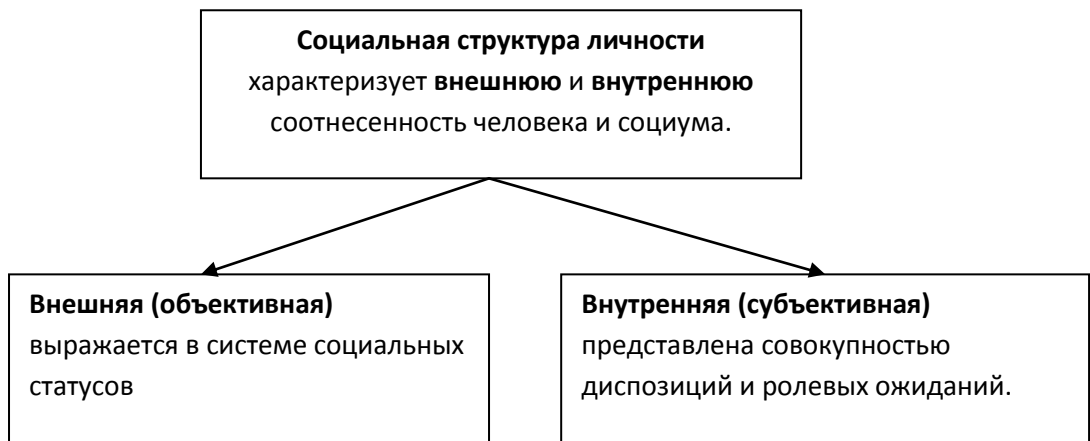 Социальная структура личности
характеризует внешнюю и внутреннюю
соотнесенность человека и социума.
Внешняя (объективная)
выражается в системе социальных
статусов
Внутренняя (субъективная)
представлена совокупностью
диспозиций и ролевых ожиданий.